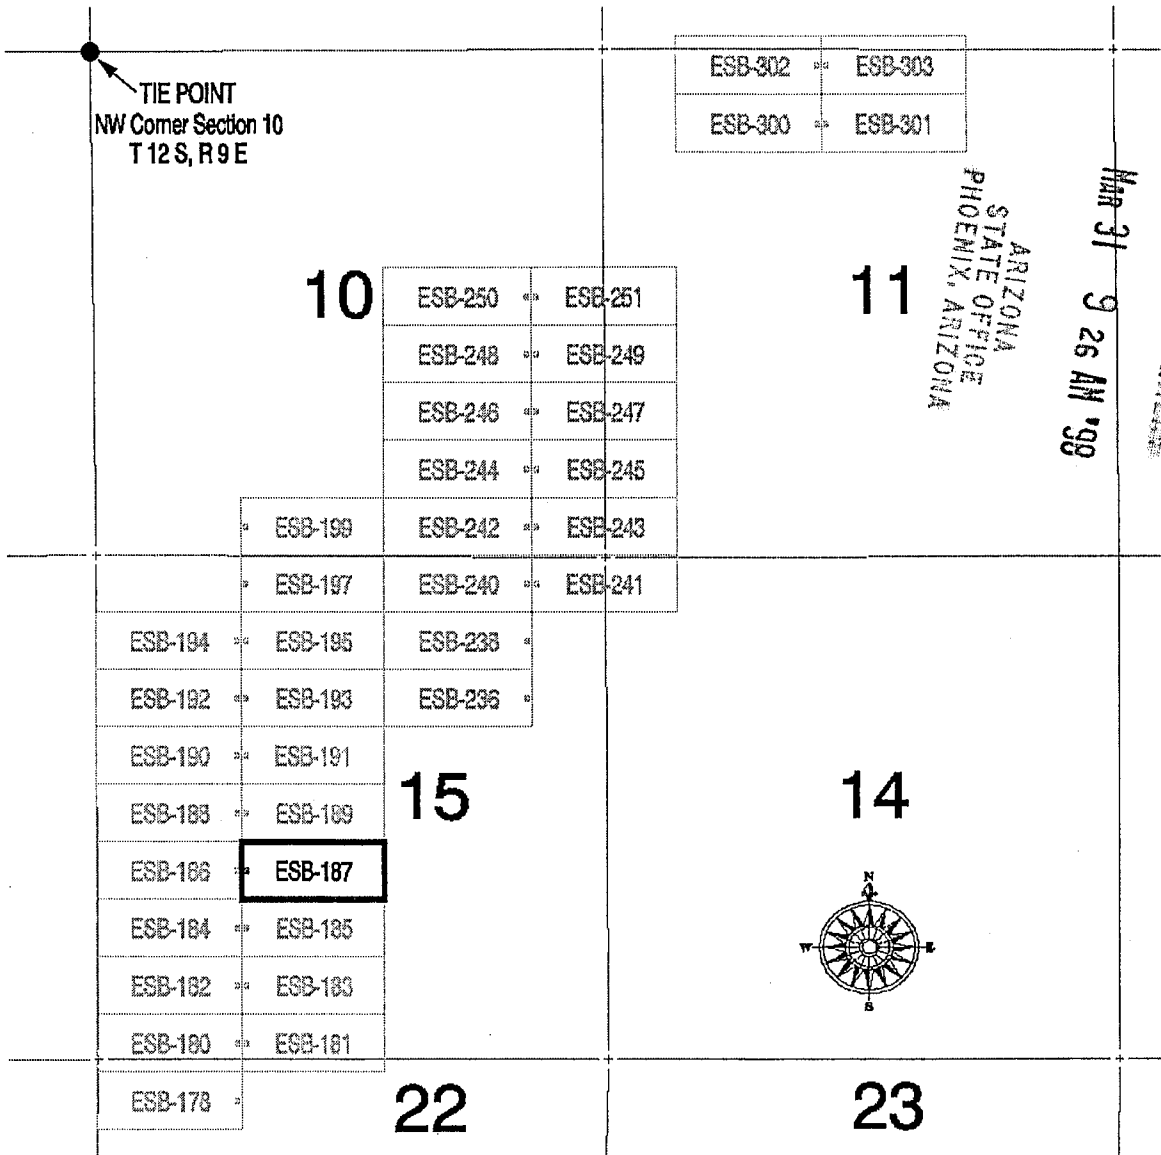 TIE POINT
NW Corner Section 10
T 12 S, R 9 E
ESB-302 ESB-303
ESB-300 ESB-301
ARIZONA
STATE OFFICE
PHOENIX, ARIZONA
MAR 31 9 26 AM '98
10
11
ESB-250 ESB-251
ESB-248 ESB-249
ESB-246 ESB-247
ESB-244 ESB-245
ESB-199 ESB-242 ESB-243
ESB-197 ESB-240 ESB-241
ESB-194 ESB-195 ESB-238
ESB-192 ESB-193 ESB-236
ESB-190 ESB-191
15
14
ESB-188 ESB-189
ESB-186 ESB-187
ESB-184 ESB-185
ESB-182 ESB-183
ESB-180 ESB-181
ESB-178
N
W E
S
22
23